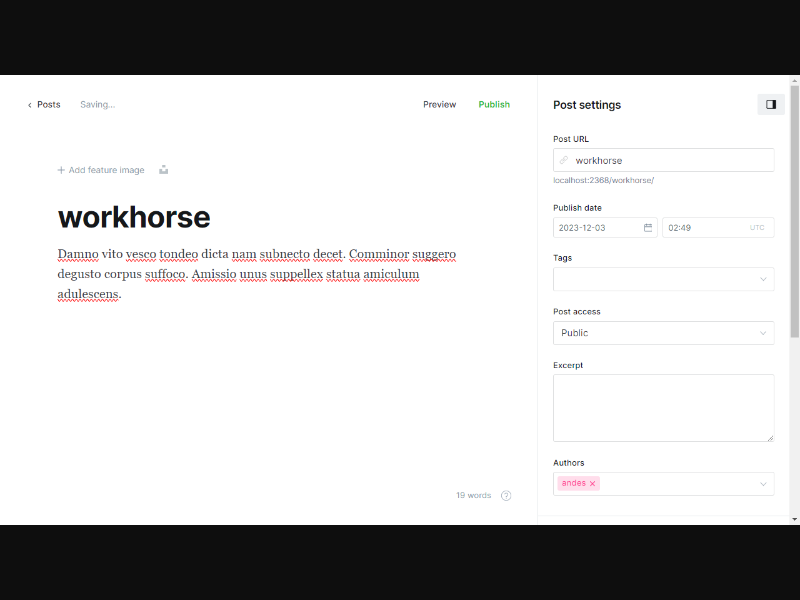 Posts
Saving...
Preview
Publish
Add feature image
workhorse
Damno vito vesco tondeo dicta nam subnecto decet. Comminor suggero
degusto corpus suffoco. Amissio unus suppellex statua amiculum
adulescens.
19 words
?
Post settings
Post URL
workhorse
localhost:2368/workhorse/
Publish date
2023-12-03
02:49
UTC
Tags
Post access
Public
Excerpt
Authors
andes